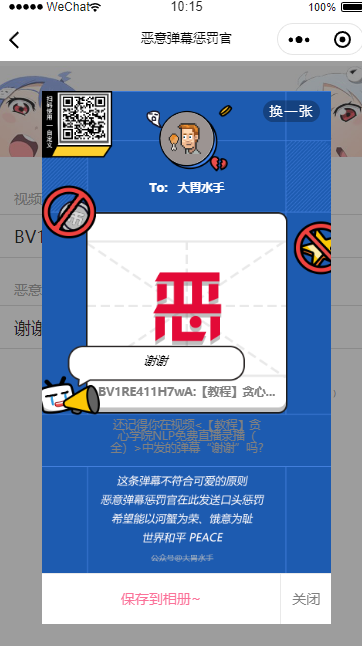 WeChat
10:15
100%
恶意弹幕惩罚官
扫码使用 — 自定义
换一张
To: 大胃水手
视频
BV1
恶意
谢谢
恶
谢谢
BV1RE411H7wA:【教程】贪心...
还记得你在视频<【教程】贪
心学院NLP免费直播录播（
全）>中发的弹幕“谢谢”吗？
这条弹幕不符合可爱的原则
恶意弹幕惩罚官在此发送口头惩罚
希望能以河蟹为荣、饿意为耻
世界和平 PEACE
公众号@大胃水手
保存到相册~
关闭